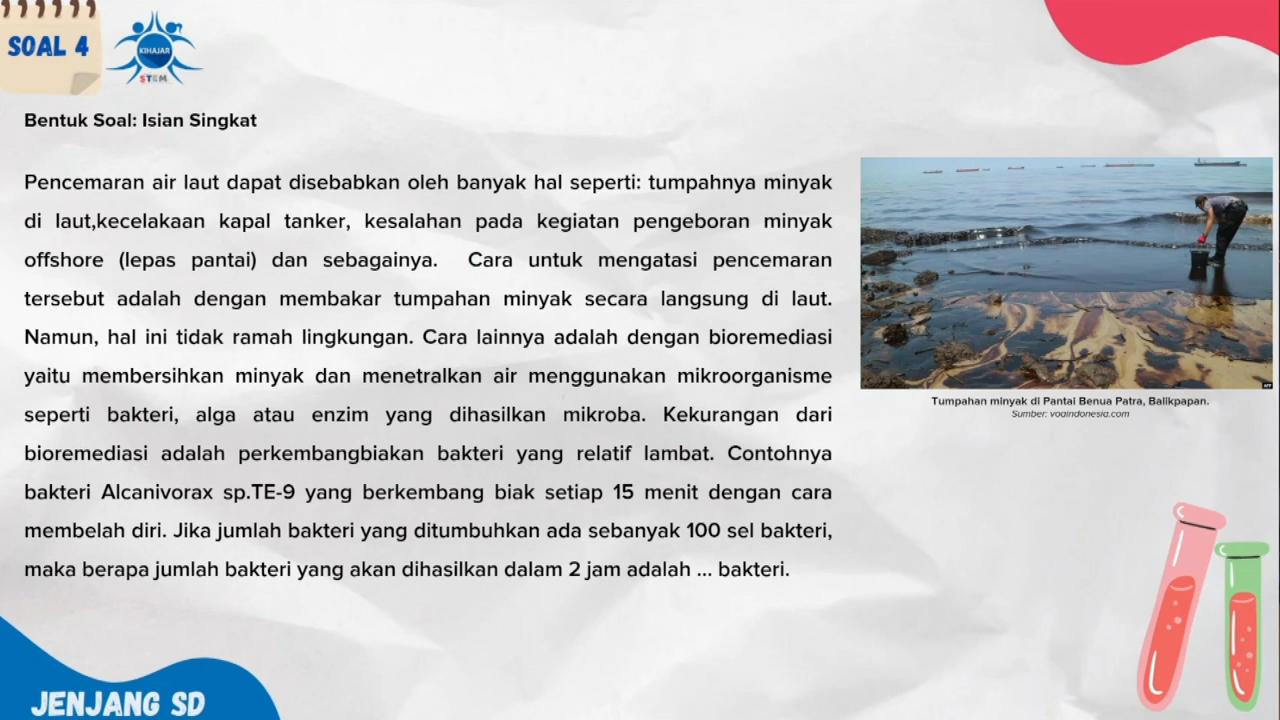 SOAL 4
KIHAJAR
STEM
Bentuk Soal: Isian Singkat
Pencemaran air laut dapat disebabkan oleh banyak hal seperti: tumpahnya minyak
di laut,kecelakaan kapal tanker, kesalahan pada kegiatan pengeboran minyak
offshore (lepas pantai) dan sebagainya. Cara untuk mengatasi pencemaran
tersebut adalah dengan membakar tumpahan minyak secara langsung di laut.
Namun, hal ini tidak ramah lingkungan. Cara lainnya adalah dengan bioremediasi
yaitu membersihkan minyak dan menetralkan air menggunakan mikroorganisme
seperti bakteri, alga atau enzim yang dihasilkan mikroba. Kekurangan dari
bioremediasi adalah perkembangbiakan bakteri yang relatif lambat. Contohnya
bakteri Alcanivorax sp.TE-9 yang berkembang biak setiap 15 menit dengan cara
membelah diri. Jika jumlah bakteri yang ditumbuhkan ada sebanyak 100 sel bakteri,
maka berapa jumlah bakteri yang akan dihasilkan dalam 2 jam adalah ... bakteri.
AFP
Tumpahan minyak di Pantai Benua Patra, Balikpapan.
Sumber: voaindonesia.com
JENJANG SD